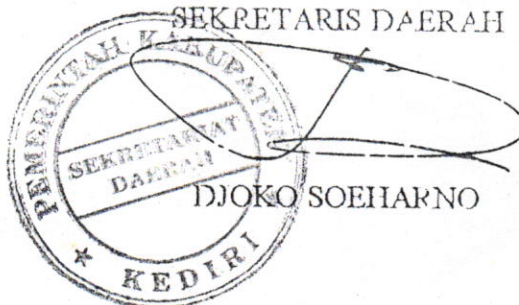 SEKRETARIS DAERAH
PEMERINTAH KABUPATEN
SEKRETARIAT
DAERAH
KEDIRI
DJOKO SOEHARNO